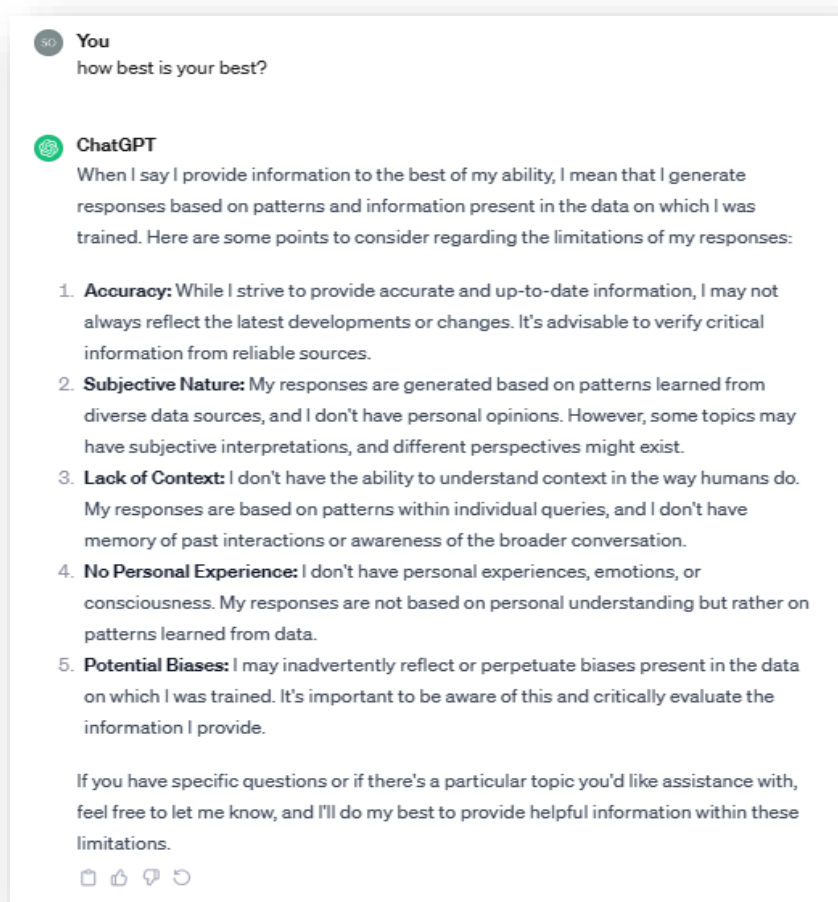 SO You
how best is your best?
ChatGPT
When I say I provide information to the best of my ability, I mean that I generate
responses based on patterns and information present in the data on which I was
trained. Here are some points to consider regarding the limitations of my responses:
1. Accuracy: While I strive to provide accurate and up-to-date information, I may not
always reflect the latest developments or changes. It's advisable to verify critical
information from reliable sources.
2. Subjective Nature: My responses are generated based on patterns learned from
diverse data sources, and I don't have personal opinions. However, some topics may
have subjective interpretations, and different perspectives might exist.
3. Lack of Context: I don't have the ability to understand context in the way humans do.
My responses are based on patterns within individual queries, and I don't have
memory of past interactions or awareness of the broader conversation.
4. No Personal Experience: I don't have personal experiences, emotions, or
consciousness. My responses are not based on personal understanding but rather on
patterns learned from data.
5. Potential Biases: I may inadvertently reflect or perpetuate biases present in the data
on which I was trained. It's important to be aware of this and critically evaluate the
information I provide.
If you have specific questions or if there's a particular topic you'd like assistance with,
feel free to let me know, and I'll do my best to provide helpful information within these
limitations.